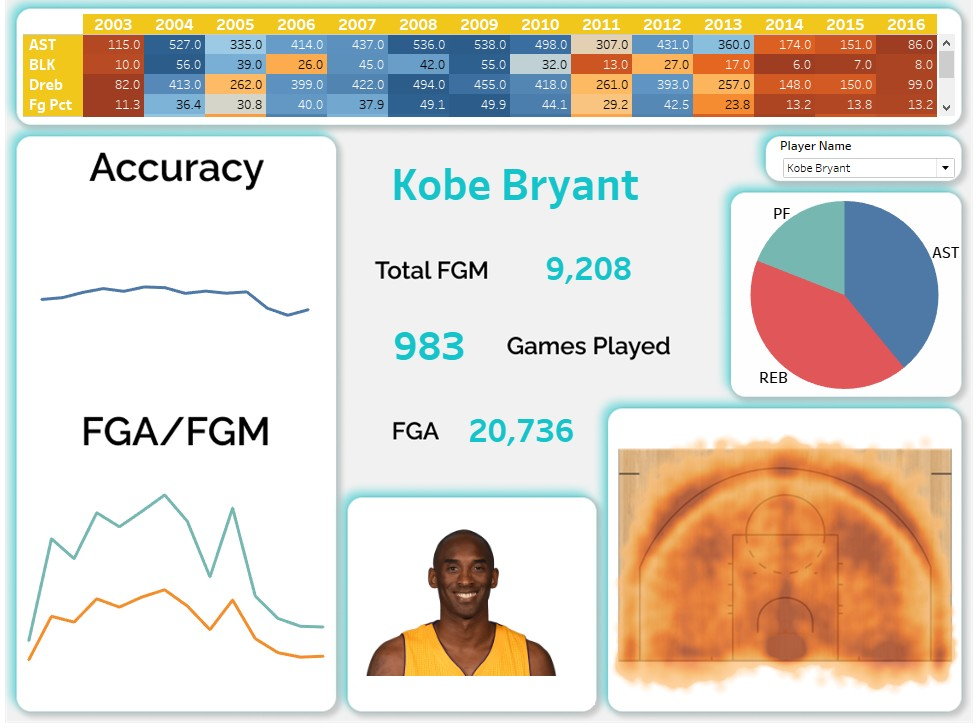 2003 2004 2005 2006 2007 2008 2009 2010 2011 2012 2013 2014 2015 2016
AST 115.0 527.0 335.0 414.0 437.0 536.0 538.0 498.0 307.0 431.0 360.0 174.0 151.0 86.0
BLK 10.0 56.0 39.0 26.0 45.0 42.0 55.0 32.0 13.0 27.0 17.0 6.0 7.0 8.0
Dreb 82.0 413.0 262.0 399.0 422.0 494.0 455.0 418.0 261.0 393.0 257.0 148.0 150.0 99.0
Fg Pct 11.3 36.4 30.8 40.0 37.9 49.1 49.9 44.1 29.2 42.5 23.8 13.2 13.8 13.2
Accuracy
FGA/FGM
Kobe Bryant
Total FGM 9,208
983 Games Played
FGA 20,736
Player Name
Kobe Bryant
PF
AST
REB